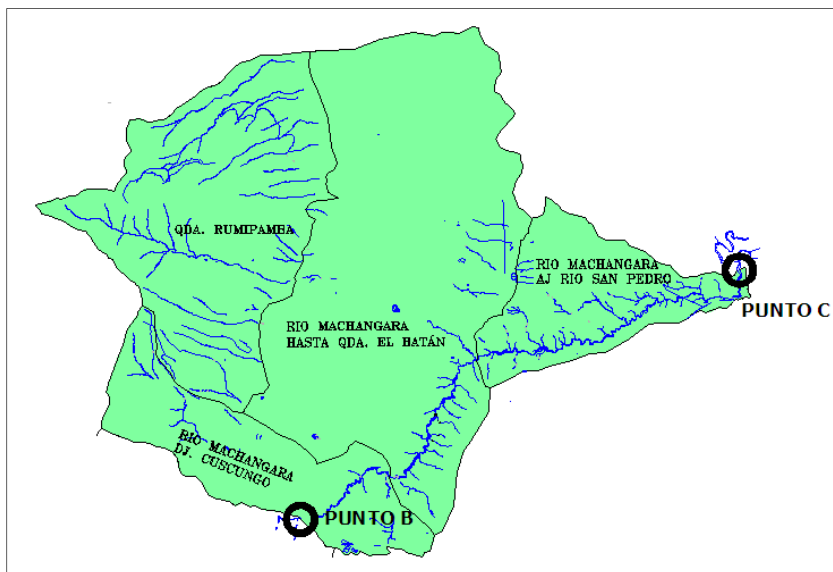 QDA. RUMIPAMBA
RIO MACHANGARA
AJ RIO SAN PEDRO
PUNTO C
RIO MACHANGARA
HASTA QDA. EL BATÁN
RIO MACHANGARA
DJ. CUSCUNGO
PUNTO B